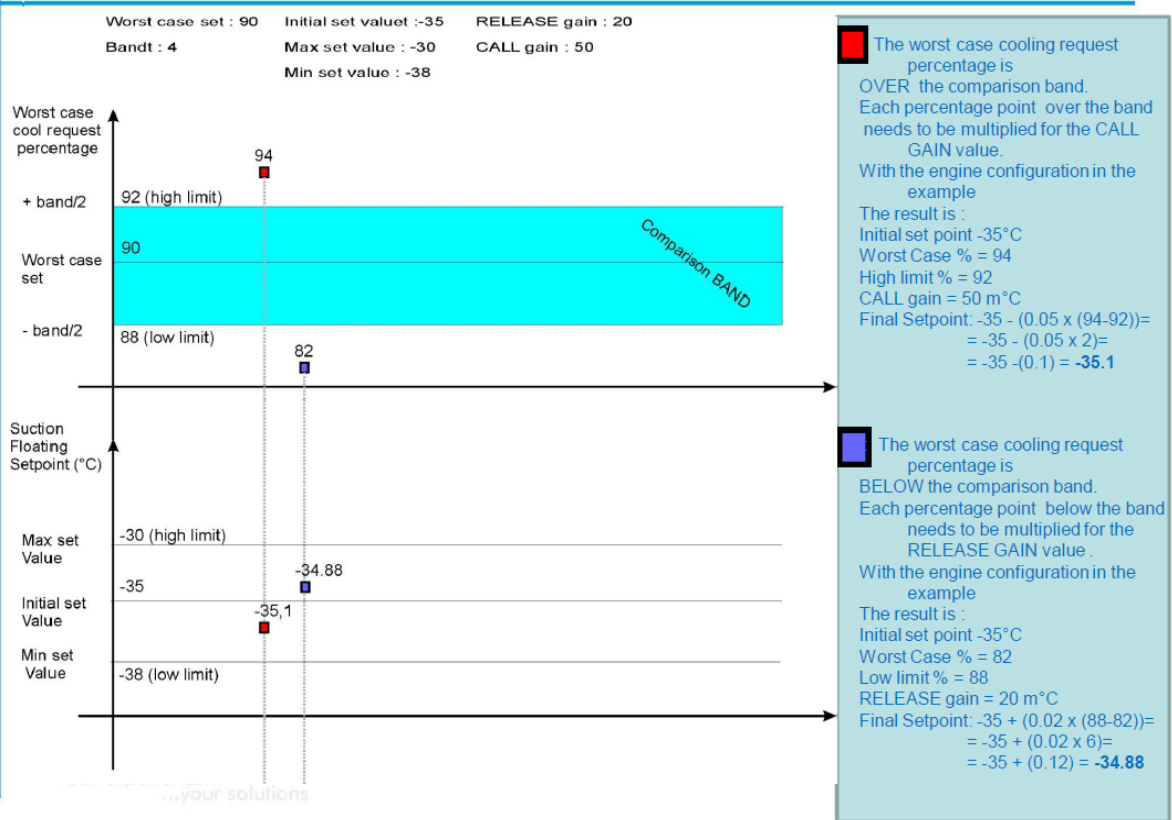 Worst case set : 90 Initial set valuet :-35 RELEASE gain : 20
Bandt : 4 Max set value : -30 CALL gain : 50
Min set value : -38
Worst case
cool request
percentage
94
+ band/2
92 (high limit)
90
Worst case
set
Comparison BAND
- band/2
88 (low limit)
82
Suction
Floating
Setpoint (°C)
Max set
Value
-30 (high limit)
-34.88
-35
Initial set
Value
-35,1
Min set
Value
-38 (low limit)
...your solutions
The worst case cooling request
percentage is
OVER the comparison band.
Each percentage point over the band
needs to be multiplied for the CALL
GAIN value.
With the engine configuration in the
example
The result is :
Initial set point -35°C
Worst Case % = 94
High limit % = 92
CALL gain = 50 m°C
Final Setpoint: -35 - (0.05 x (94-92))=
= -35 - (0.05 x 2)=
= -35 -(0.1) = -35.1
The worst case cooling request
percentage is
BELOW the comparison band.
Each percentage point below the band
needs to be multiplied for the
RELEASE GAIN value .
With the engine configuration in the
example
The result is :
Initial set point -35°C
Worst Case % = 82
Low limit % = 88
RELEASE gain = 20 m°C
Final Setpoint: -35 + (0.02 x (88-82))=
= -35 + (0.02 x 6)=
= -35 + (0.12) = -34.88